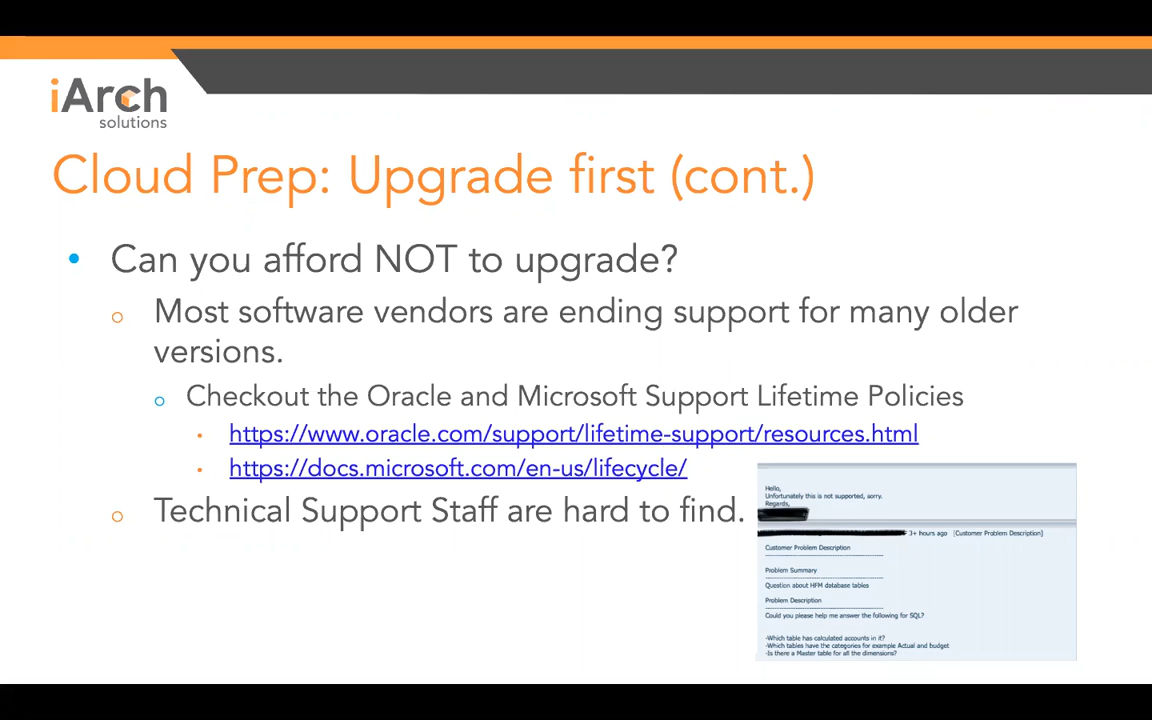 iArch
solutions
Cloud Prep: Upgrade first (cont.)
• Can you afford NOT to upgrade?
o Most software vendors are ending support for many older
versions.
o Checkout the Oracle and Microsoft Support Lifetime Policies
• https://www.oracle.com/support/lifetime-support/resources.html
• https://docs.microsoft.com/en-us/lifecycle/
o Technical Support Staff are hard to find.
Hello,
Unfortunately this is not supported, sorry.
Regards,
3+ hours ago [Customer Problem Description]
Customer Problem Description
---------------------------------------
Problem Summary
---------------------------------------
Question about HFM database tables
Problem Description
---------------------------------------
Could you please help me answer the following for SQL?
-Which table has calculated accounts in it?
-Which tables have the categories for example Actual and budget
-Is there a Master table for all the dimensions?